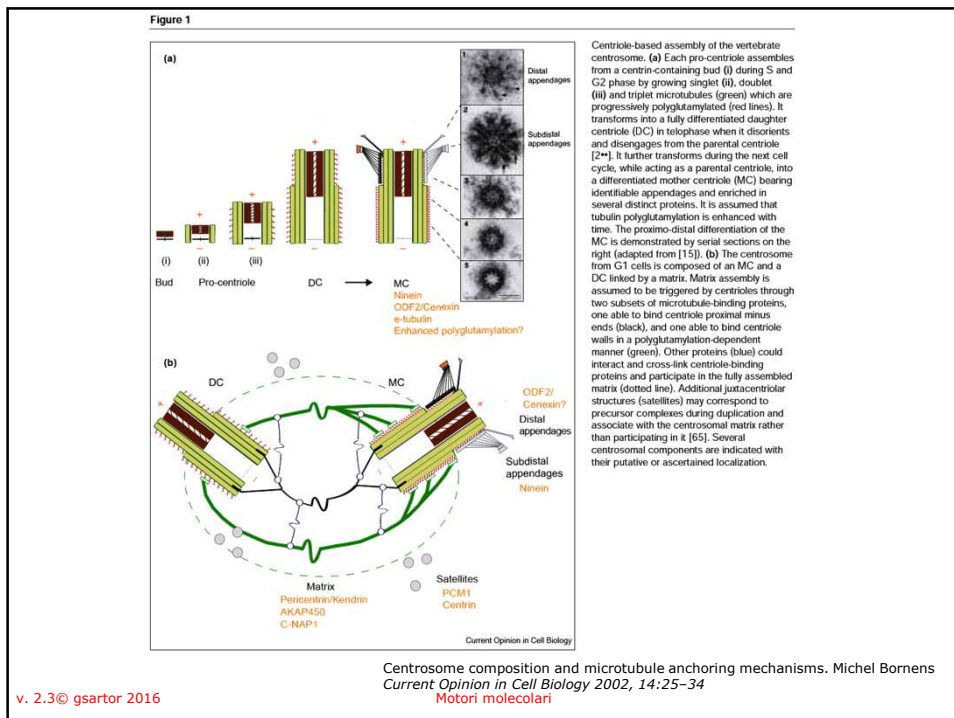 Figure 1
(a)
1
Distal
appendages
2
Subdistal
appendages
3
4
5
+
+
+
+
+
−
−
−
−
−
(i)
(ii)
(iii)
Bud
Pro-centriole
DC
MC
Ninein
ODF2/Cenexin
e-tubulin
Enhanced polyglutamylation?
(b)
DC
MC
+
+
−
−
ODF2/
Cenexin?
Distal
appendages
Subdistal
appendages
Ninein
Matrix
Pericentrin/Kendrin
AKAP450
C-NAP1
Satellites
PCM1
Centrin
Current Opinion in Cell Biology
Centriole-based assembly of the vertebrate
centrosome. (a) Each pro-centriole assembles
from a centrin-containing bud (i) during S and
G2 phase by growing singlet (ii), doublet
(iii) and triplet microtubules (green) which are
progressively polyglutamylated (red lines). It
transforms into a fully differentiated daughter
centriole (DC) in telophase when it disorients
and disengages from the parental centriole
[2••]. It further transforms during the next cell
cycle, while acting as a parental centriole, into
a differentiated mother centriole (MC) bearing
identifiable appendages and enriched in
several distinct proteins. It is assumed that
tubulin polyglutamylation is enhanced with
time. The proximo-distal differentiation of the
MC is demonstrated by serial sections on the
right (adapted from [15]). (b) The centrosome
from G1 cells is composed of an MC and a
DC linked by a matrix. Matrix assembly is
assumed to be triggered by centrioles through
two subsets of microtubule-binding proteins,
one able to bind centriole proximal minus
ends (black), and one able to bind centriole
walls in a polyglutamylation-dependent
manner (green). Other proteins (blue) could
interact and cross-link centriole-binding
proteins and participate in the fully assembled
matrix (dotted line). Additional juxtacentriolar
structures (satellites) may correspond to
precursor complexes during duplication and
associate with the centrosomal matrix rather
than participating in it [65]. Several
centrosomal components are indicated with
their putative or ascertained localization.
Centrosome composition and microtubule anchoring mechanisms. Michel Bornens
Current Opinion in Cell Biology 2002, 14:25–34
v. 2.3© gsartor 2016
Motori molecolari